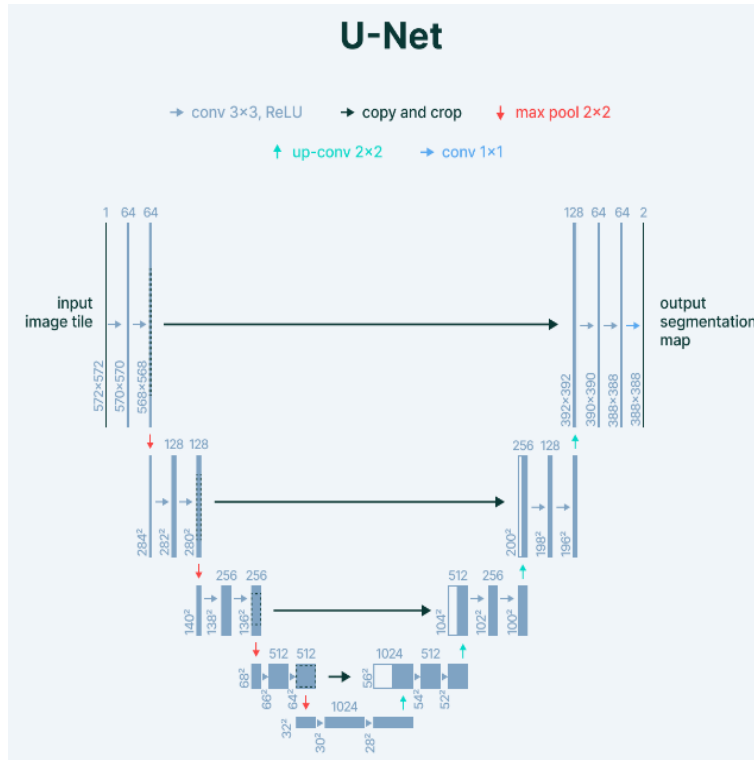 U-Net
conv 3×3, ReLU
copy and crop
max pool 2×2
up-conv 2×2
conv 1×1
1 64 64
128 64 64 2
input
image tile
output
segmentation
map
572×572
570×570
568×568
392×392
390×390
388×388
388×388
128 128
256 128
284²
282²
280²
200²
198²
196²
256 256
512 256
140²
138²
136²
104²
102²
100²
512 512
1024 512
68²
66²
64²
56²
54²
52²
1024
32²
30²
28²